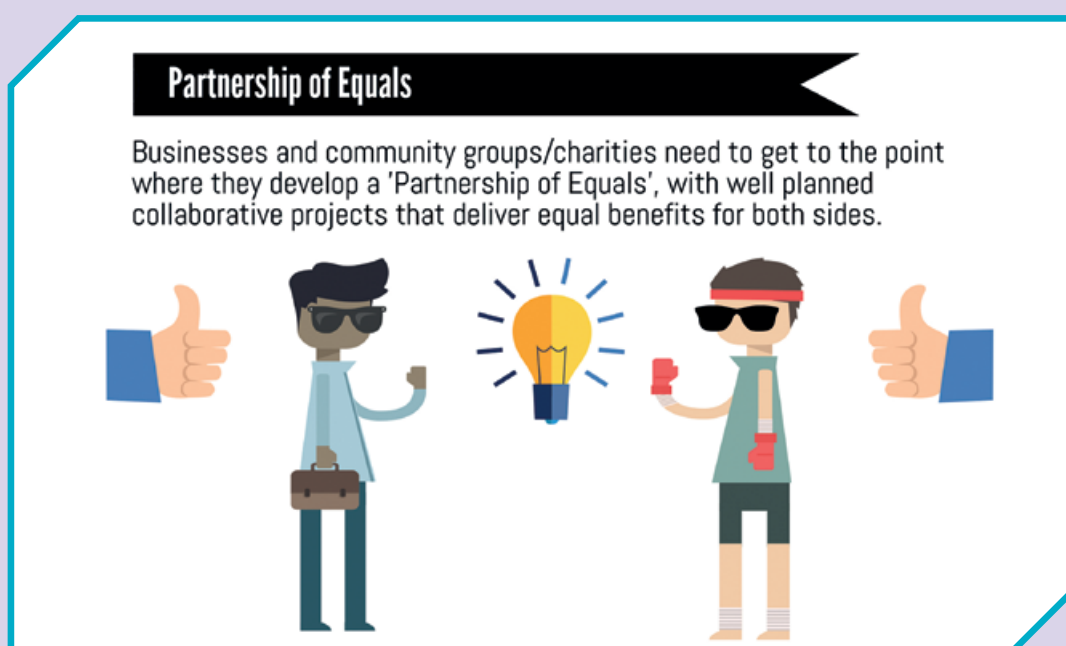 Partnership of Equals
Businesses and community groups/charities need to get to the point
where they develop a 'Partnership of Equals', with well planned
collaborative projects that deliver equal benefits for both sides.